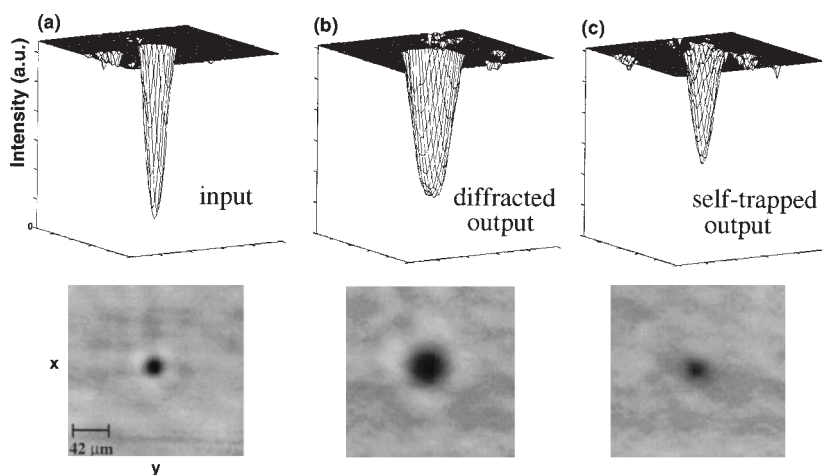 (a)
(b)
(c)
Intensity (a.u.)
0
input
diffracted
output
self-trapped
output
x
42 μm
y